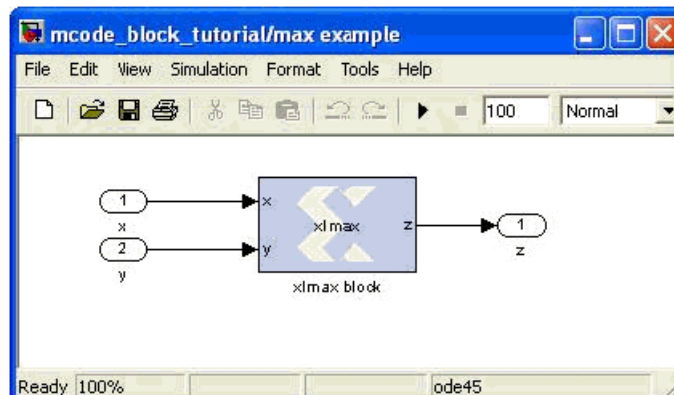 mcode_block_tutorial/max example
File Edit View Simulation Format Tools Help
100 Normal
1
x
2
y
x
y
xlmax
z
xlmax block
1
z
Ready 100% ode45